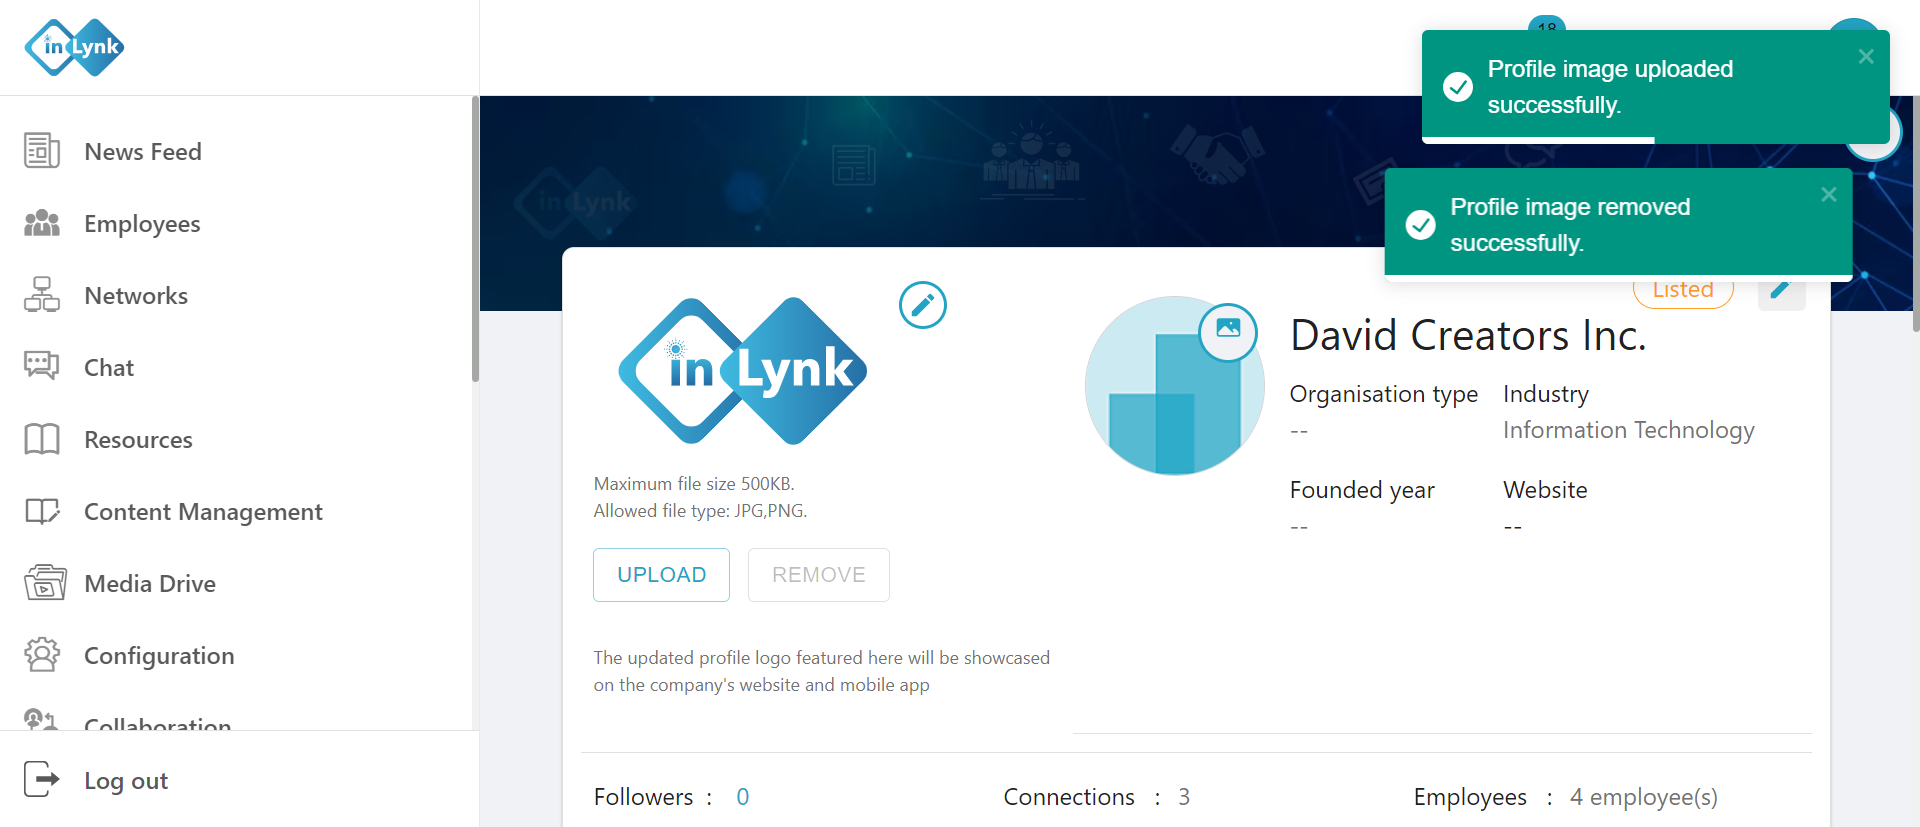 in Lynk
18
Profile image uploaded
successfully.
Profile image removed
successfully.
News Feed
Employees
Networks
Chat
Resources
Content Management
Media Drive
Configuration
Collaboration
Log out
in Lynk
Listed
in Lynk
Maximum file size 500KB.
Allowed file type: JPG,PNG.
UPLOAD
REMOVE
The updated profile logo featured here will be showcased
on the company's website and mobile app
David Creators Inc.
Organisation type
--
Industry
Information Technology
Founded year
--
Website
--
Followers : 0
Connections : 3
Employees : 4 employee(s)